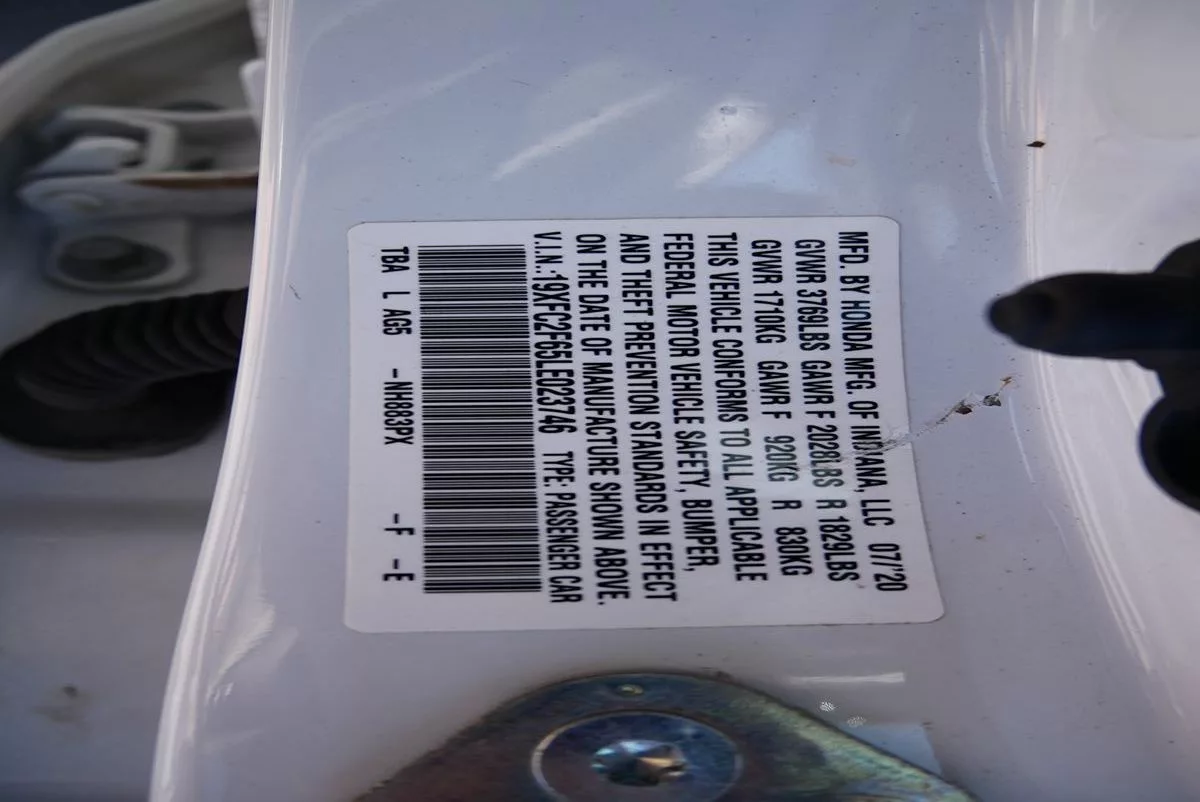 MFD. BY HONDA MFG. OF INDIANA, LLC 07/'20
GVWR 3769LBS GAWR F 2028LBS R 1829LBS
GVWR 1710KG GAWR F 920KG R 830KG
THIS VEHICLE CONFORMS TO ALL APPLICABLE
FEDERAL MOTOR VEHICLE SAFETY, BUMPER,
AND THEFT PREVENTION STANDARDS IN EFFECT
ON THE DATE OF MANUFACTURE SHOWN ABOVE.
V.I.N.:19XFC2F65LE023746 TYPE: PASSENGER CAR
TBA L AG5 -NH883PX -F -E